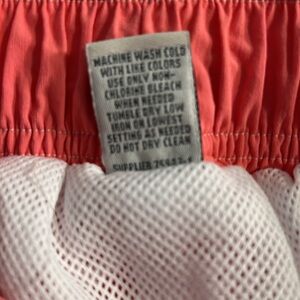 MACHINE WASH COLD
WITH LIKE COLORS
USE ONLY NON-
CHLORINE BLEACH
WHEN NEEDED
TUMBLE DRY LOW
IRON ON LOWEST
SETTING AS NEEDED
DO NOT DRY CLEAN
SUPPLIER